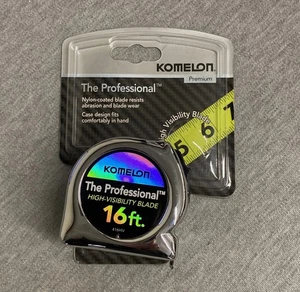 KOMELON
Premium
The Professional™
Nylon-coated blade resists
abrasion and blade wear
Case design fits
comfortably in hand
High Visibility Blade
5 6 7
KOMELON
The Professional™
HIGH-VISIBILITY BLADE
16ft.